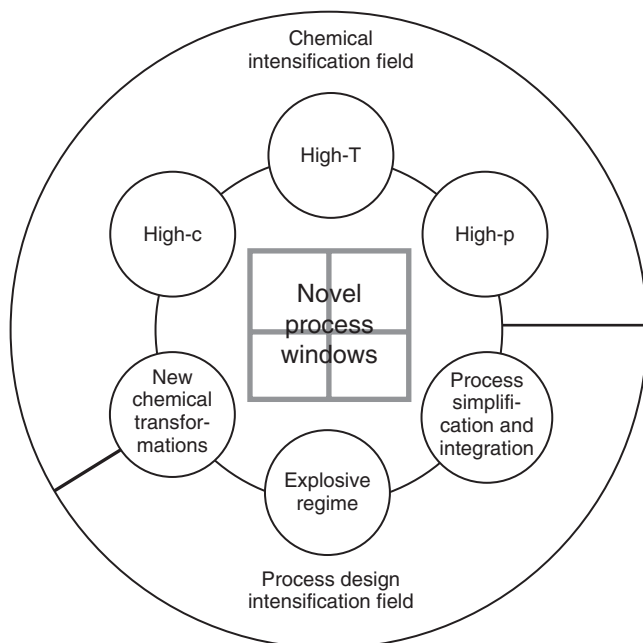 Chemical
intensification field
High-T
High-c
High-p
Novel
process
windows
New
chemical
transfor-
mations
Process
simplifi-
cation and
integration
Explosive
regime
Process design
intensification field